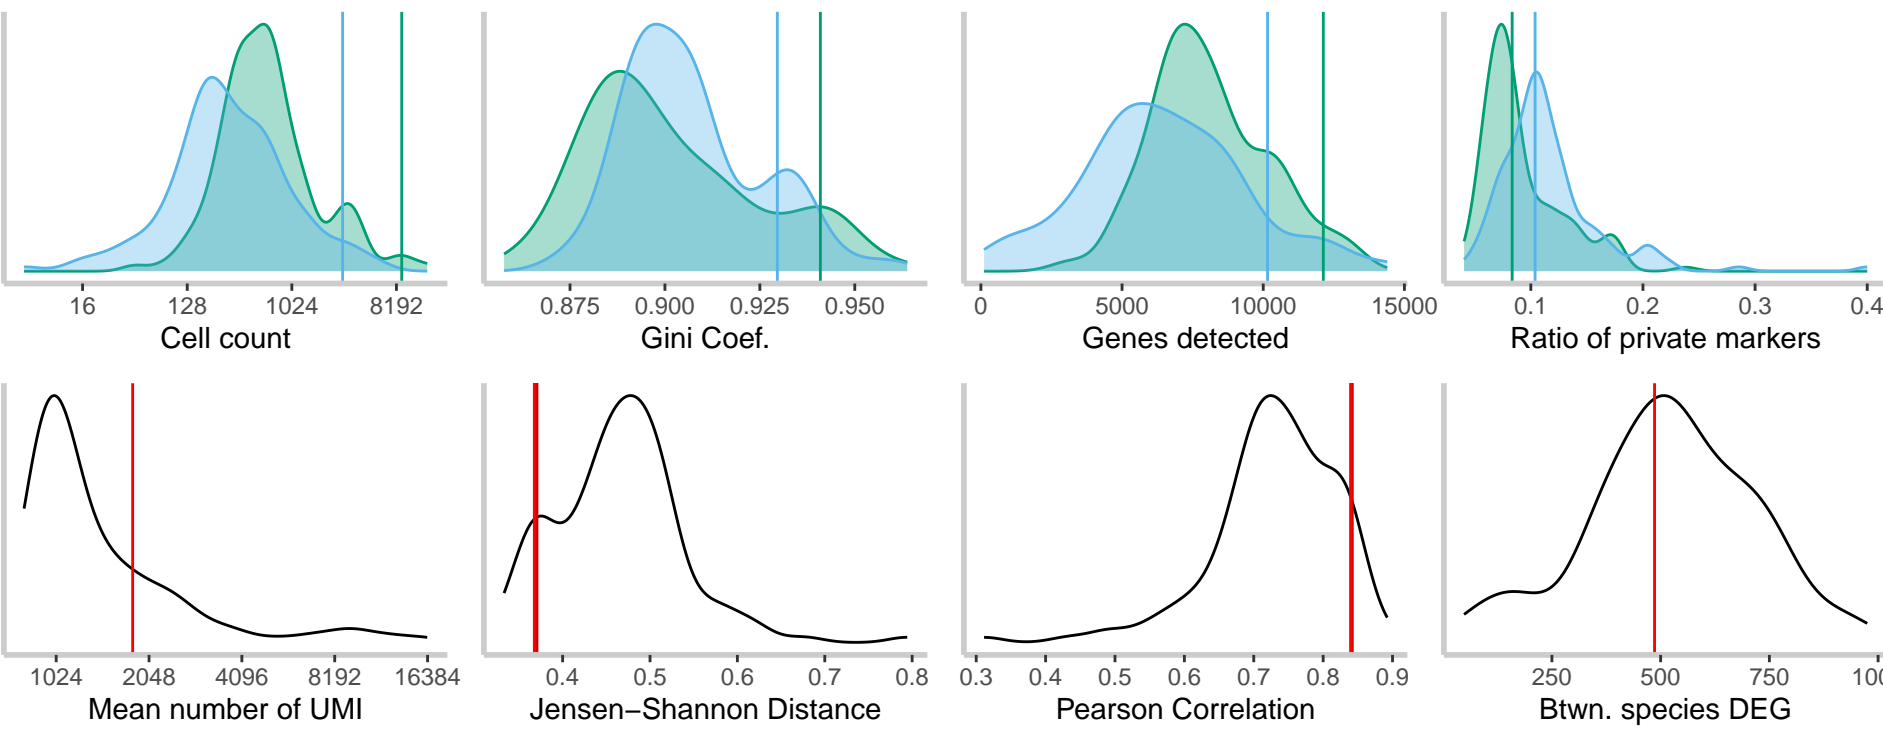 16 128 1024 8192
Cell count
0.875 0.900 0.925 0.950
Gini Coef.
0 5000 10000 15000
Genes detected
0.1 0.2 0.3 0.4
Ratio of private markers
1024 2048 4096 8192 16384
Mean number of UMI
0.4 0.5 0.6 0.7 0.8
Jensen−Shannon Distance
0.3 0.4 0.5 0.6 0.7 0.8 0.9
Pearson Correlation
250 500 750
Btwn. species DEG